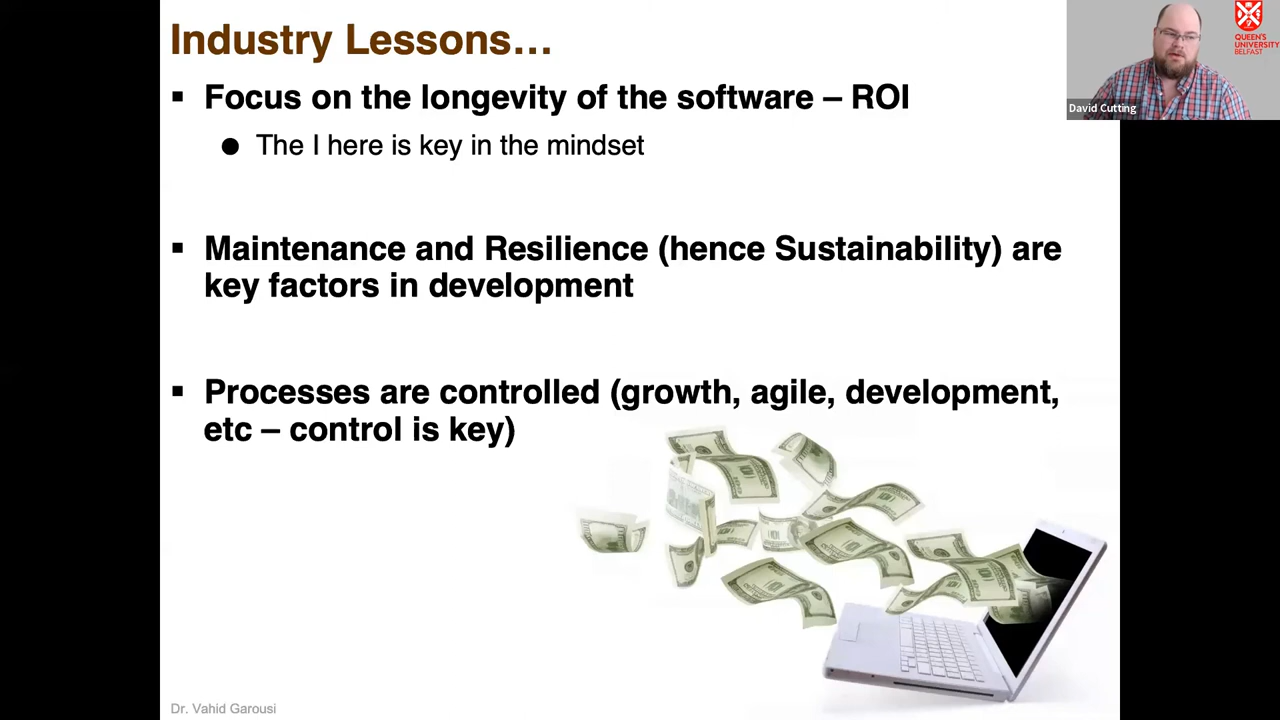 Industry Lessons…
▪ Focus on the longevity of the software – ROI
● The I here is key in the mindset
▪ Maintenance and Resilience (hence Sustainability) are
key factors in development
▪ Processes are controlled (growth, agile, development,
etc – control is key)
Dr. Vahid Garousi
David Cutting
QUEEN'S
UNIVERSITY
BELFAST